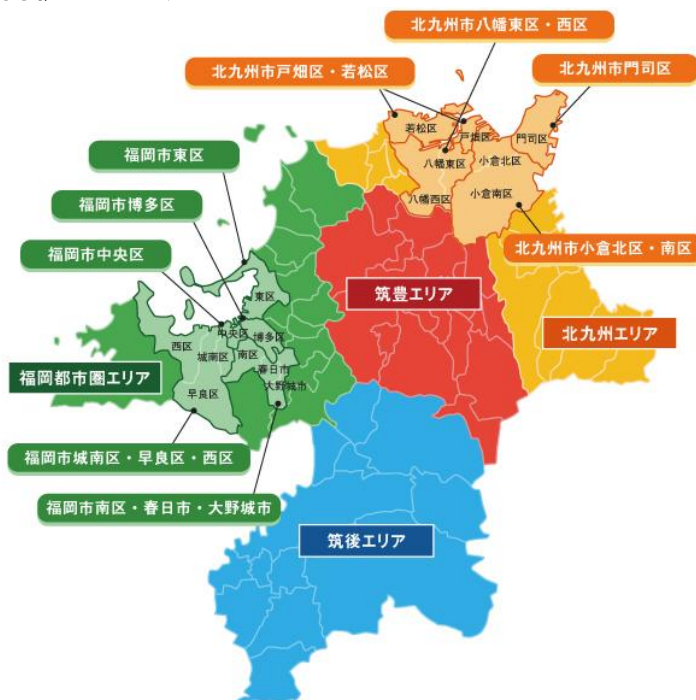 北九州市八幡東区・西区
北九州市戸畑区・若松区
北九州市門司区
若松区
戸畑区
門司区
八幡東区
小倉北区
八幡西区
小倉南区
北九州市小倉北区・南区
福岡市東区
福岡市博多区
福岡市中央区
東区
中央区
博多区
西区
城南区
南区
春日市
大野城市
早良区
筑豊エリア
北九州エリア
福岡都市圏エリア
福岡市城南区・早良区・西区
福岡市南区・春日市・大野城市
筑後エリア